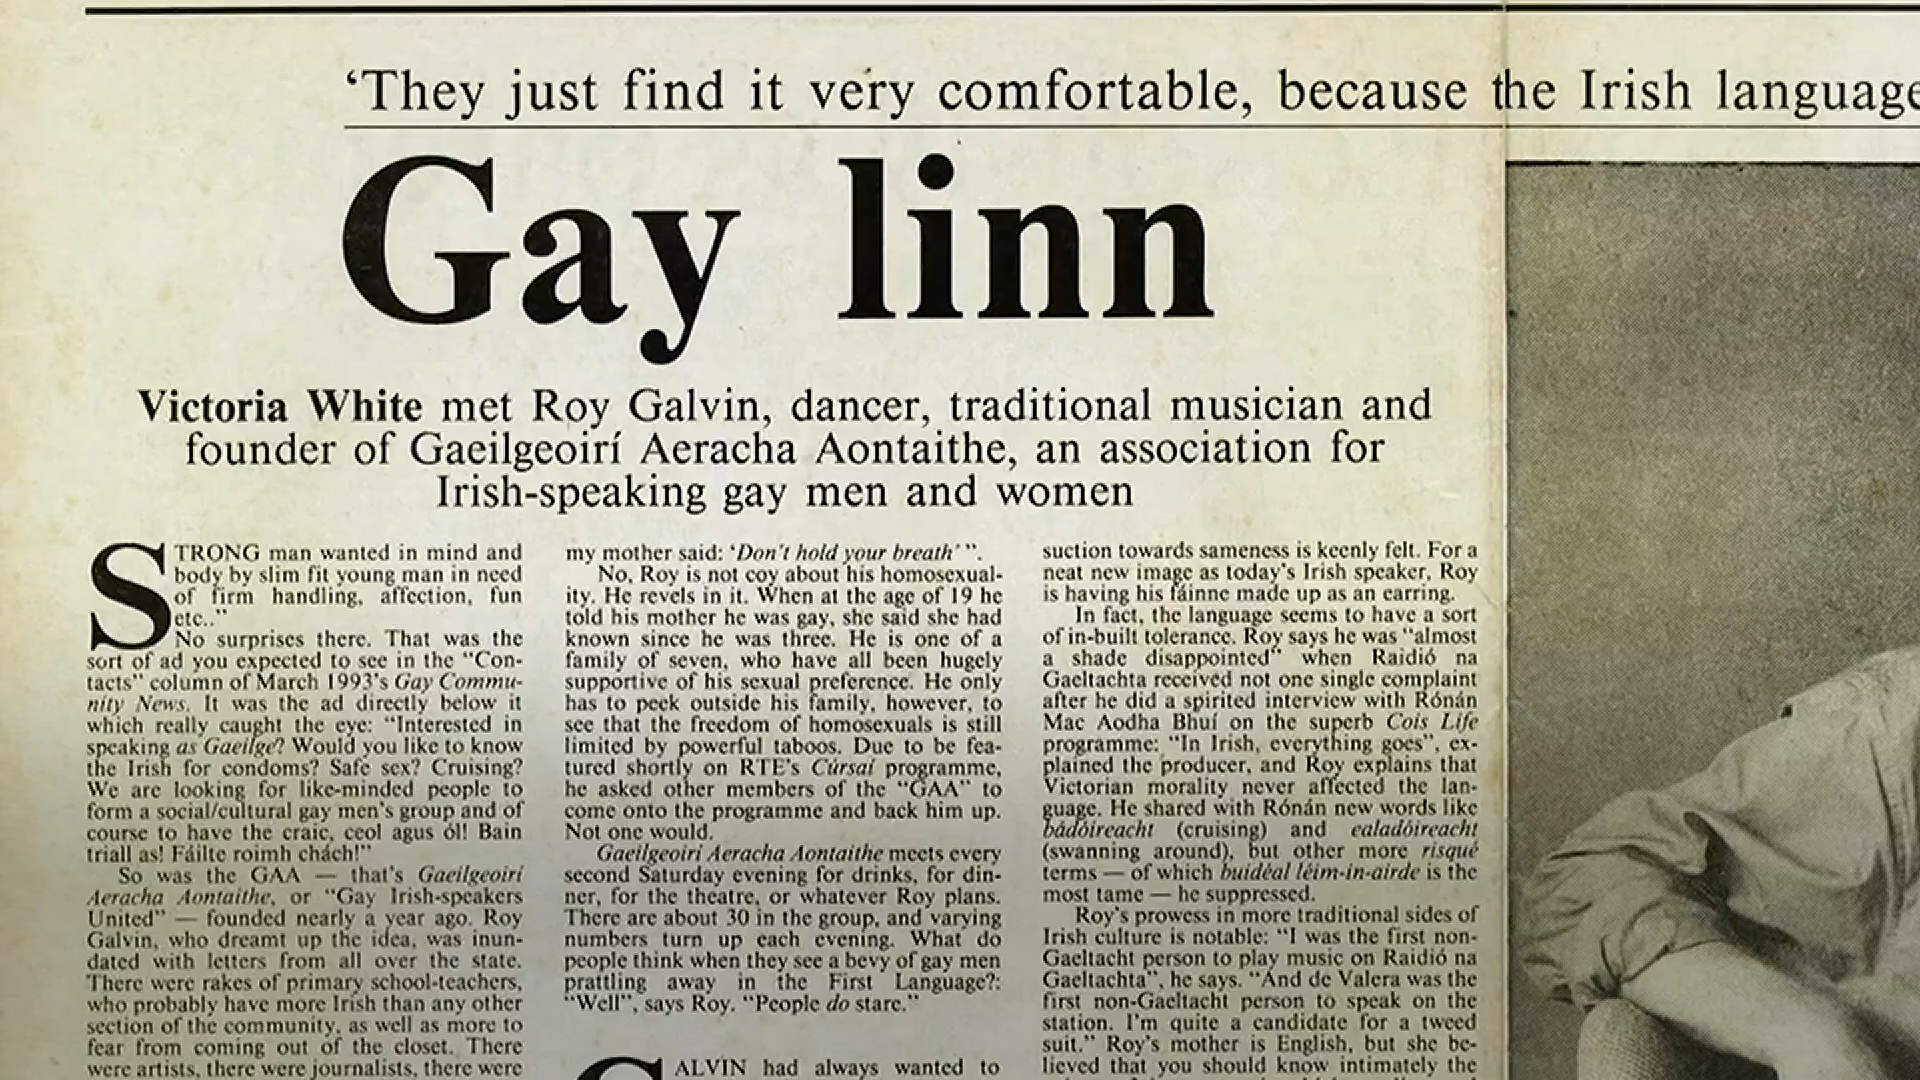 ‘They just find it very comfortable, because the Irish language
Gay linn
Victoria White met Roy Galvin, dancer, traditional musician and
founder of Gaeilgeoirí Aeracha Aontaithe, an association for
Irish-speaking gay men and women
STRONG man wanted in mind and
body by slim fit young man in need
of firm handling, affection, fun
etc..”
No surprises there. That was the
sort of ad you expected to see in the “Con-
tacts” column of March 1993's Gay Commu-
nity News. It was the ad directly below it
which really caught the eye: “Interested in
speaking as Gaeilge? Would you like to know
the Irish for condoms? Safe sex? Cruising?
We are looking for like-minded people to
form a social/cultural gay men's group and of
course to have the craic, ceol agus ól! Bain
triall as! Fáilte roimh chách!”
So was the GAA — that's Gaeilgeoirí
Aeracha Aontaithe, or “Gay Irish-speakers
United” — founded nearly a year ago. Roy
Galvin, who dreamt up the idea, was inun-
dated with letters from all over the state.
There were rakes of primary school-teachers,
who probably have more Irish than any other
section of the community, as well as more to
fear from coming out of the closet. There
were artists, there were journalists, there were
my mother said: ‘Don't hold your breath’ ”.
No, Roy is not coy about his homosexual-
ity. He revels in it. When at the age of 19 he
told his mother he was gay, she said she had
known since he was three. He is one of a
family of seven, who have all been hugely
supportive of his sexual preference. He only
has to peek outside his family, however, to
see that the freedom of homosexuals is still
limited by powerful taboos. Due to be fea-
tured shortly on RTE's Cúrsaí programme,
he asked other members of the “GAA” to
come onto the programme and back him up.
Not one would.
Gaeilgeoirí Aeracha Aontaithe meets every
second Saturday evening for drinks, for din-
ner, for the theatre, or whatever Roy plans.
There are about 30 in the group, and varying
numbers turn up each evening. What do
people think when they see a bevy of gay men
prattling away in the First Language?:
“Well”, says Roy. “People do stare.”
GALVIN had always wanted to
suction towards sameness is keenly felt. For a
neat new image as today's Irish speaker, Roy
is having his fáinne made up as an earring.
In fact, the language seems to have a sort
of in-built tolerance. Roy says he was “almost
a shade disappointed” when Raidió na
Gaeltachta received not one single complaint
after he did a spirited interview with Rónán
Mac Aodha Bhuí on the superb Cois Life
programme: “In Irish, everything goes”, ex-
plained the producer, and Roy explains that
Victorian morality never affected the lan-
guage. He shared with Rónán new words like
bádóireacht (cruising) and ealadóireacht
(swanning around), but other more risqué
terms — of which buidéal léim-in-airde is the
most tame — he suppressed.
Roy's prowess in more traditional sides of
Irish culture is notable: “I was the first non-
Gaeltacht person to play music on Raidió na
Gaeltachta”, he says. “And de Valera was the
first non-Gaeltacht person to speak on the
station. I'm quite a candidate for a tweed
suit.” Roy's mother is English, but she be-
lieved that you should know intimately the